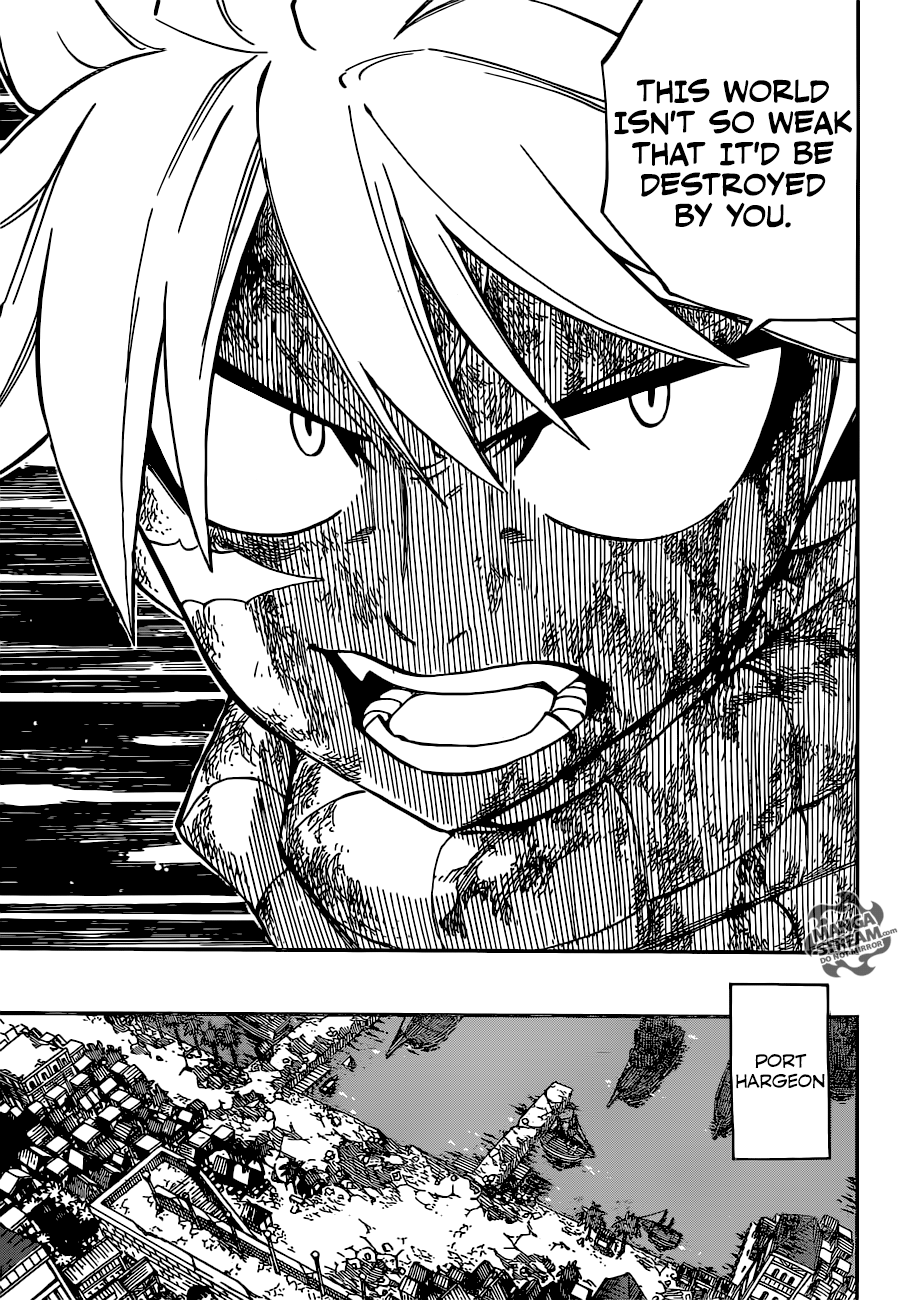 THIS WORLD
ISN'T SO WEAK
THAT IT'D BE
DESTROYED
BY YOU.
MANGA
-STREAM.com
DO NOT MIRROR
PORT
HARGEON